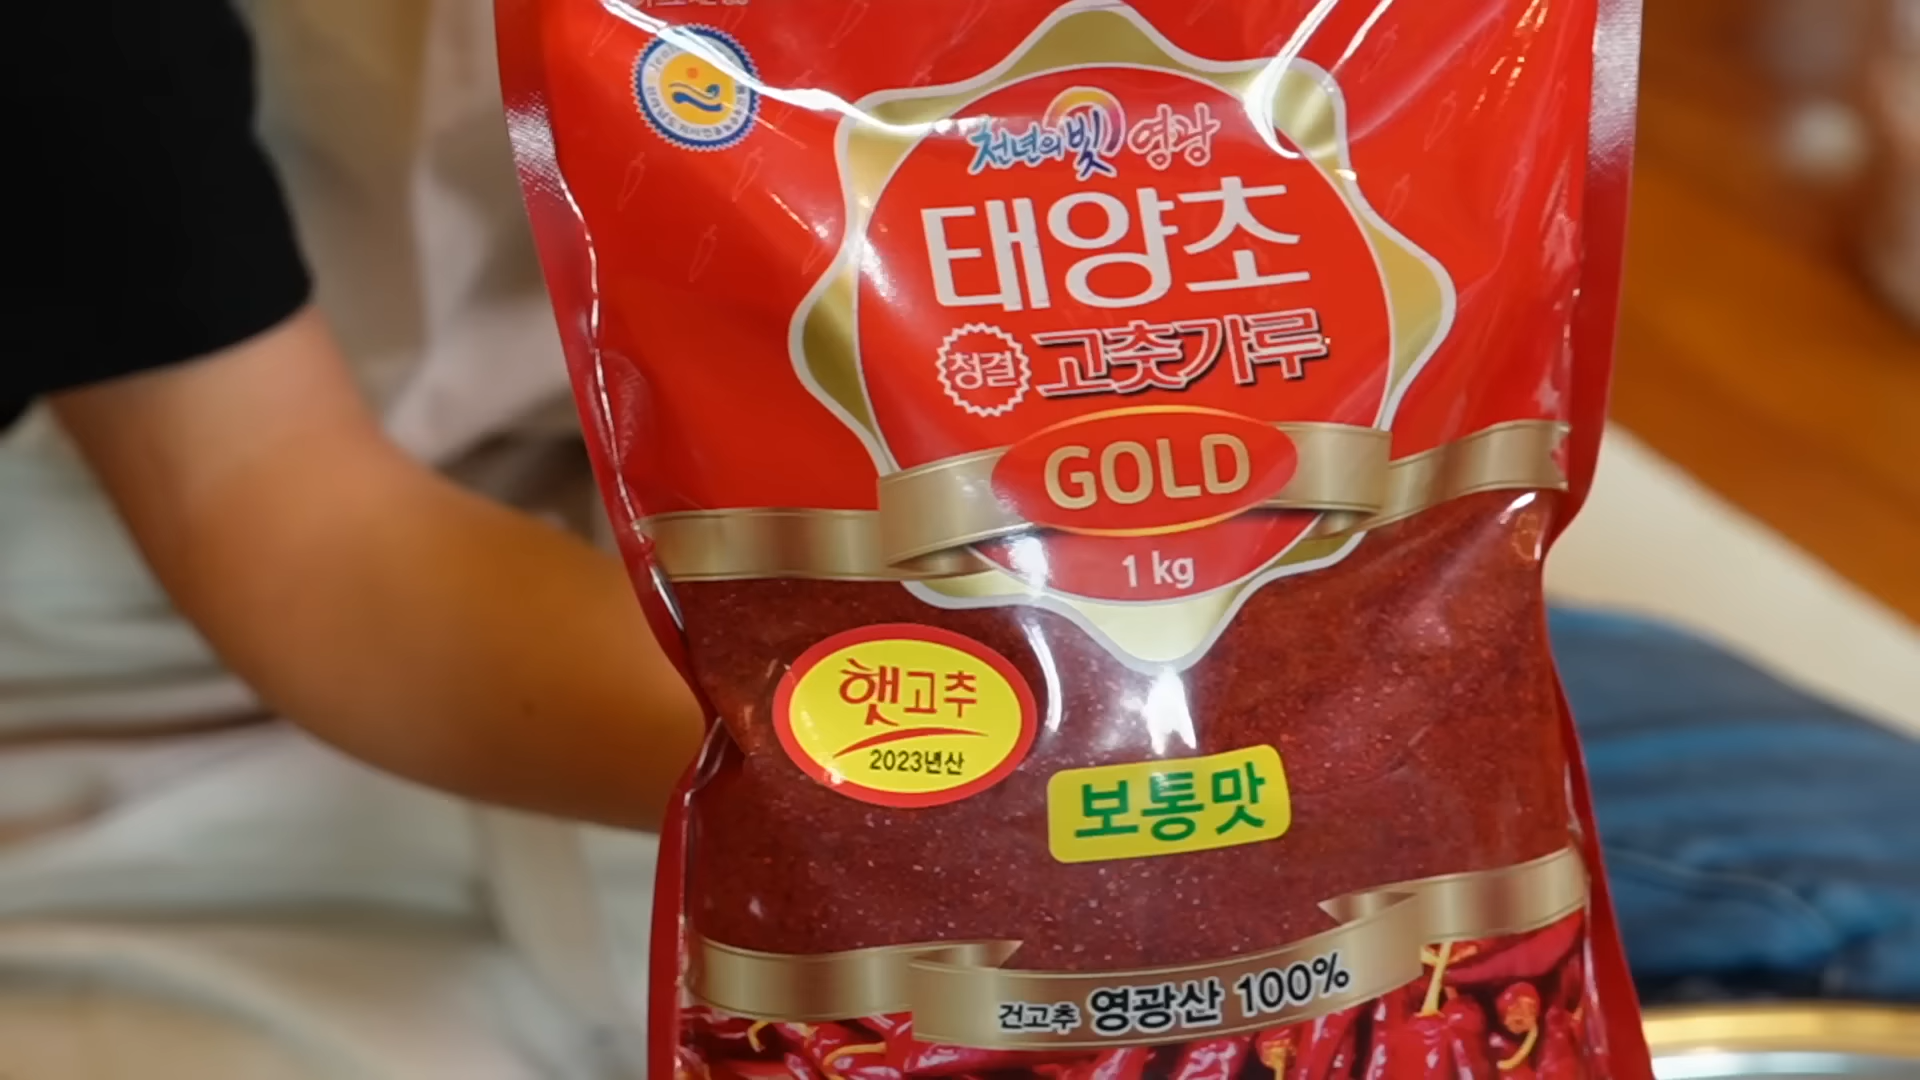 천년의 빛 영광
태양초
청결 고춧가루
GOLD
1 kg
햇고추
2023년산
보통맛
건고추 영광산 100%